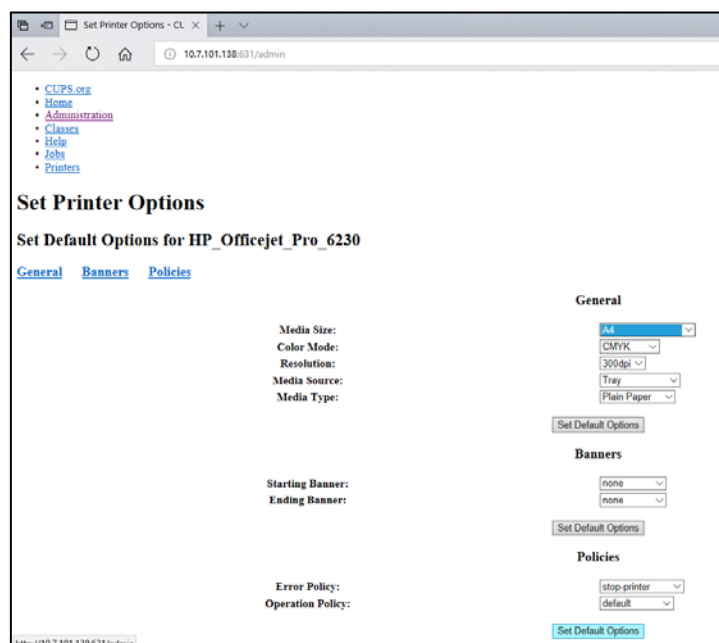 Set Printer Options - CL
10.7.101.138:631/admin
CUPS.org
Home
Administration
Classes
Help
Jobs
Printers
Set Printer Options
Set Default Options for HP_Officejet_Pro_6230
General Banners Policies
General
Media Size: A4
Color Mode: CMYK
Resolution: 300dpi
Media Source: Tray
Media Type: Plain Paper
Set Default Options
Banners
Starting Banner: none
Ending Banner: none
Set Default Options
Policies
Error Policy: stop-printer
Operation Policy: default
Set Default Options